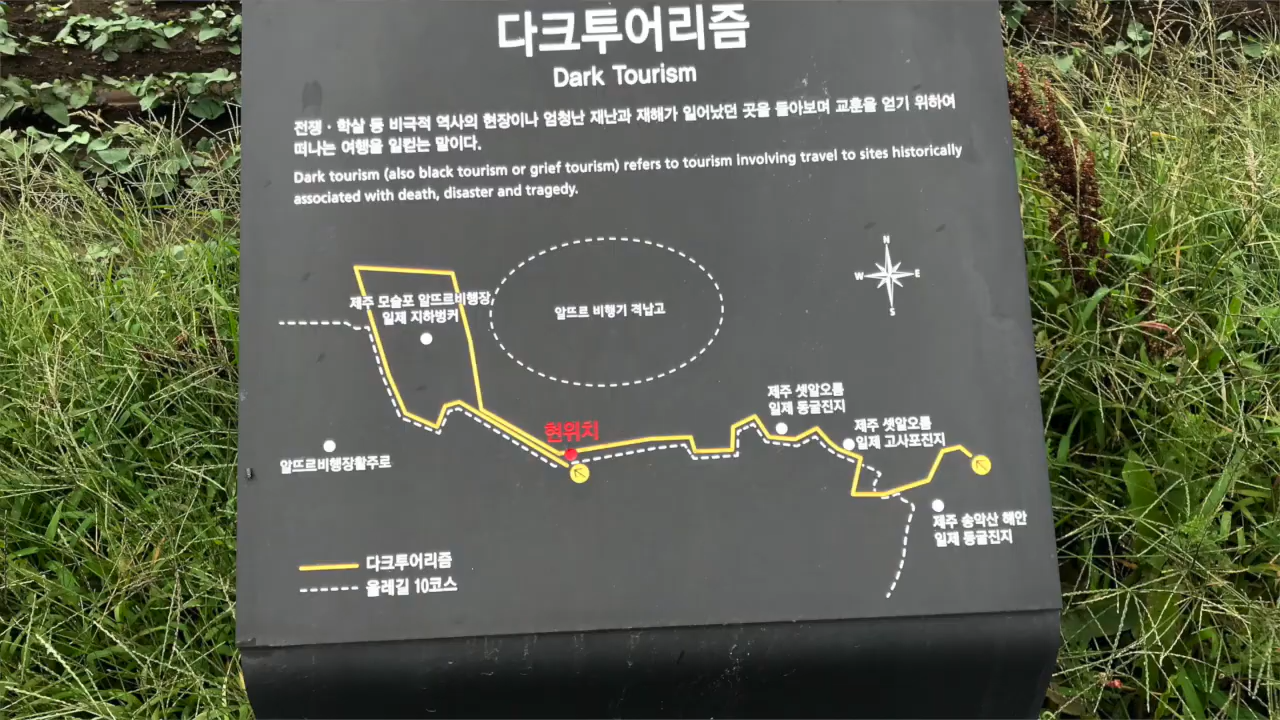 다크투어리즘
Dark Tourism
전쟁 · 학살 등 비극적 역사의 현장이나 엄청난 재난과 재해가 일어났던 곳을 돌아보며 교훈을 얻기 위하여
떠나는 여행을 일컫는 말이다.
Dark tourism (also black tourism or grief tourism) refers to tourism involving travel to sites historically
associated with death, disaster and tragedy.
N
W
E
S
제주 모슬포 알뜨르비행장
일제 지하벙커
알뜨르 비행기 격납고
제주 셋알오름
일제 동굴진지
제주 셋알오름
일제 고사포진지
현위치
알뜨르비행장활주로
제주 송악산 해안
일제 동굴진지
다크투어리즘
올레길 10코스